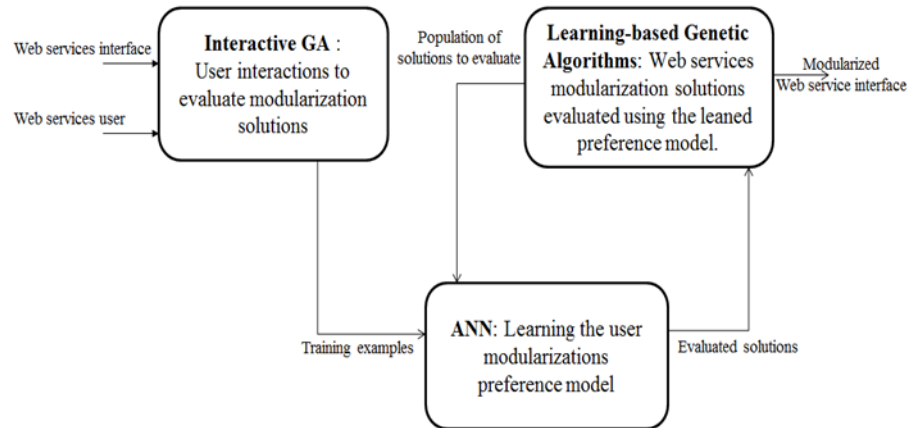 Web services interface
Web services user
Interactive GA :
User interactions to
evaluate modularization
solutions
Population of
solutions to evaluate
Learning-based Genetic
Algorithms: Web services
modularization solutions
evaluated using the leaned
preference model.
Modularized
Web service interface
Training examples
ANN: Learning the user
modularizations
preference model
Evaluated solutions